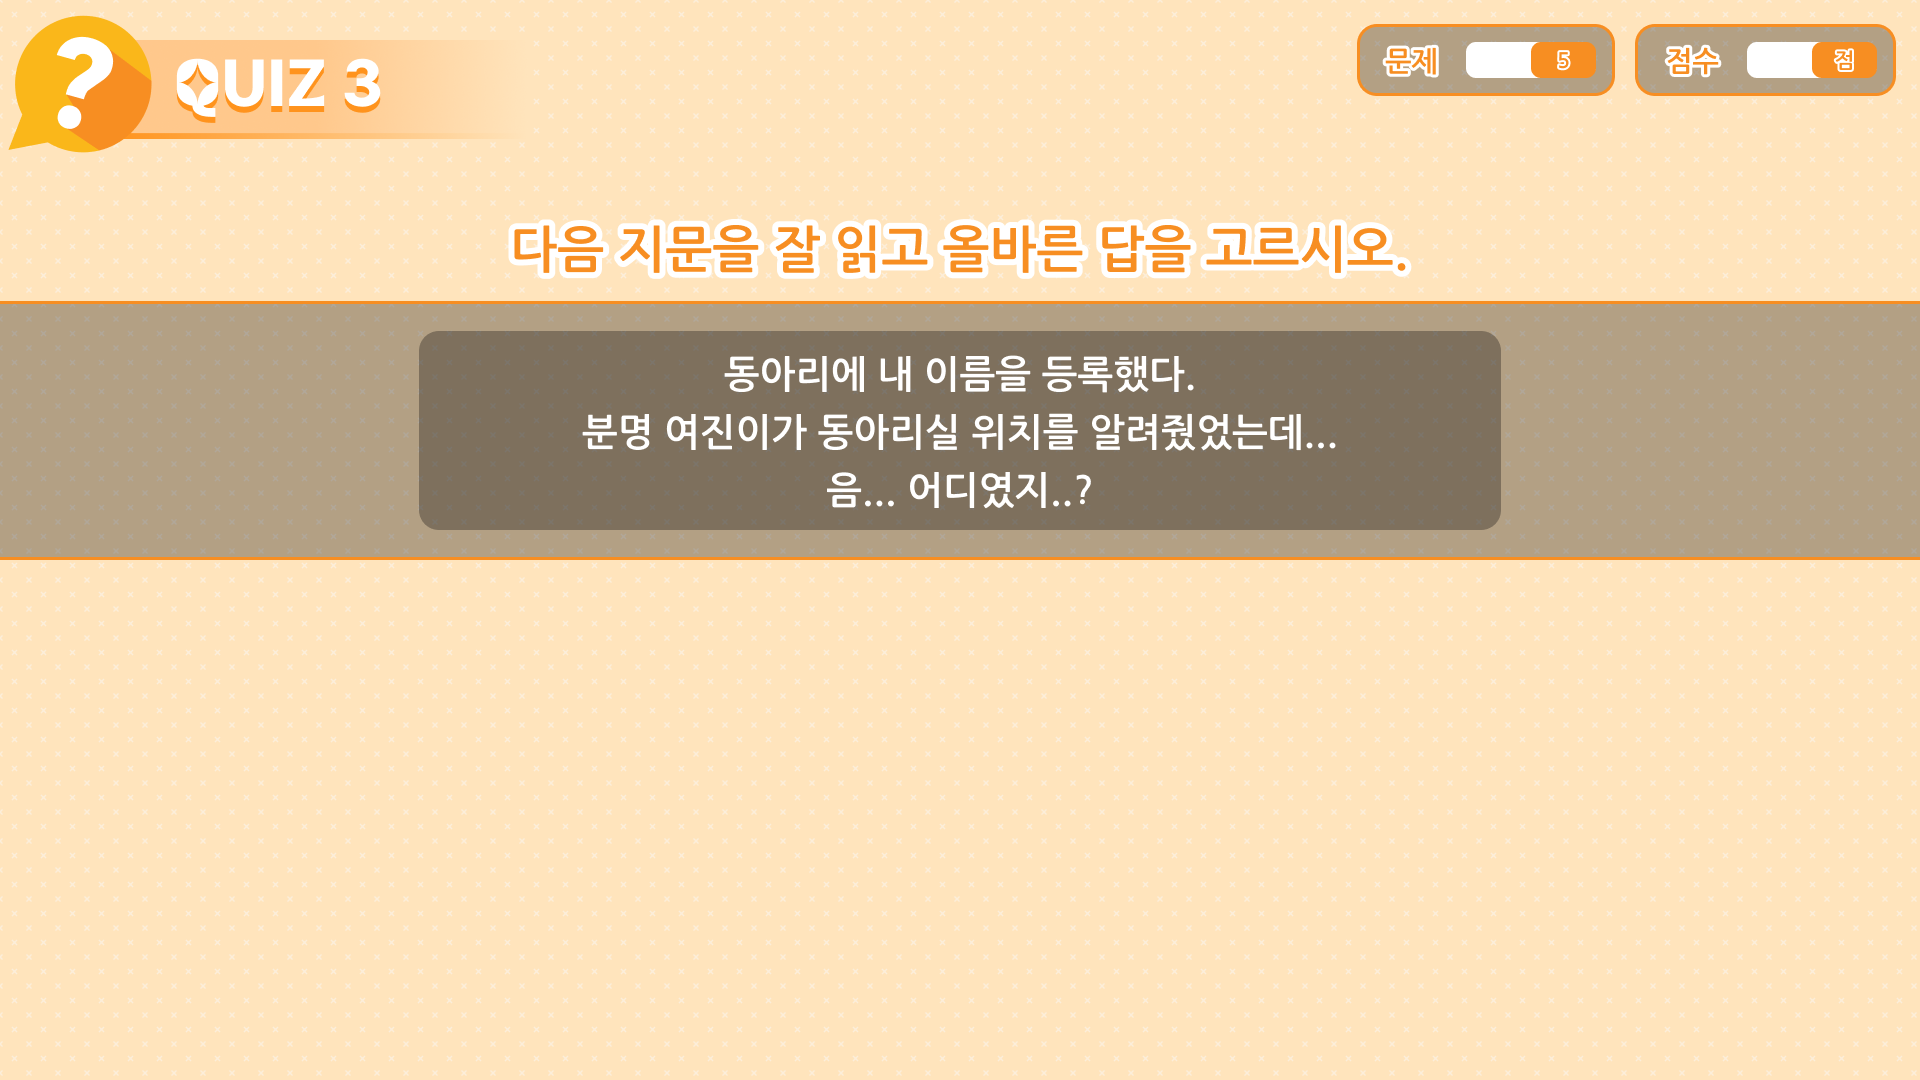 ?
QUIZ 3
문제 5
점수 점
다음 지문을 잘 읽고 올바른 답을 고르시오.
동아리에 내 이름을 등록했다.
분명 여진이가 동아리실 위치를 알려줬었는데...
음... 어디였지..?